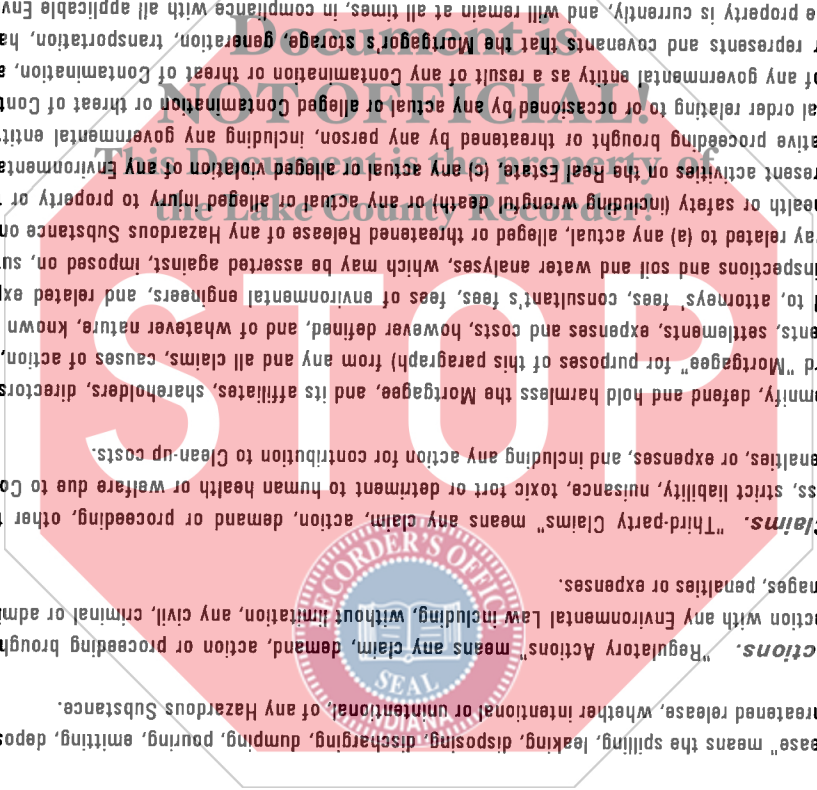 Document is
NOT OFFICIAL!
This Document is the property of
the Lake County Recorder!
STOP
RECORDER'S OFFICE
SEAL
INDIANA
ease" means the spilling, leaking, disposing, discharging, dumping, pouring, emitting, depos
reatened release, whether intentional or unintentional, of any Hazardous Substance.
ctions. "Regulatory Actions" means any claim, demand, action or proceeding brough
ction with any Environmental Law including, without limitation, any civil, criminal or admi
mages, penalties or expenses.
Claims. "Third-party Claims" means any claim, action, demand or proceeding, other t
ss, strict liability, nuisance, toxic tort or detriment to human health or welfare due to Co
enalties, or expenses, and including any action for contribution to Clean-up costs.
emnify, defend and hold harmless the Mortgagee, and its affiliates, shareholders, directors
rd "Mortgagee" for purposes of this paragraph) from any and all claims, causes of action,
ents, settlements, expenses and costs, however defined, and of whatever nature, known
d to, attorneys' fees, consultant's fees, fees of environmental engineers, and related ex
inspections and soil and water analyses, which may be asserted against, imposed on, su
ay related to (a) any actual, alleged or threatened Release of any Hazardous Substance on
health or safety (including wrongful death) or any actual or alleged injury to property or
resent activities on the Real Estate, (c) any actual or alleged violation of any Environmenta
ative proceeding brought or threatened by any person, including any governmental entit
al order relating to or occasioned by any actual or alleged Contamination or threat of Cont
of any governmental entity as a result of any Contamination or threat of Contamination, a
r represents and covenants that the Mortgagor's storage, generation, transportation, ha
e property is currently, and will remain at all times, in compliance with all applicable Env